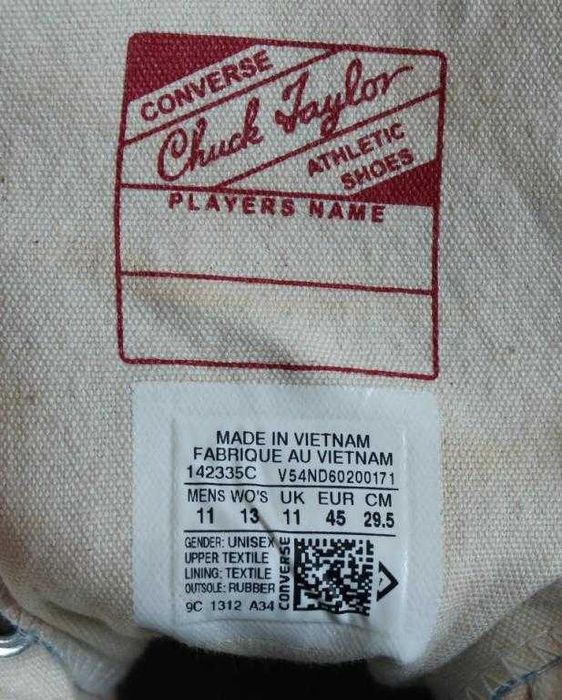 CONVERSE
Chuck Taylor
ATHLETIC
SHOES
PLAYERS NAME
MADE IN VIETNAM
FABRIQUE AU VIETNAM
142335C V54ND60200171
MENS WO'S UK EUR CM
11 13 11 45 29.5
GENDER: UNISEX
UPPER TEXTILE
LINING: TEXTILE
OUTSOLE: RUBBER
9C 1312 A34
CONVERSE